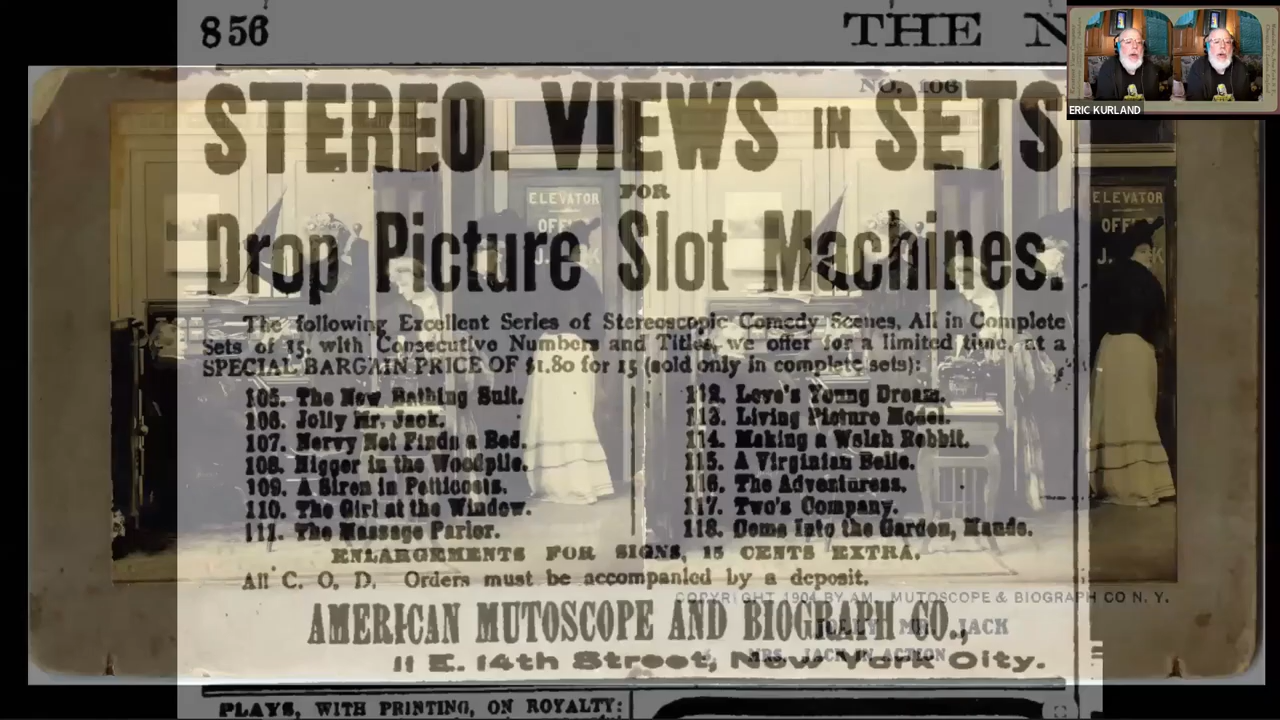 856
THE N
ERIC KURLAND
NO. 106
STEREO. VIEWS IN SETS
FOR
Drop Picture Slot Machines.
ELEVATOR
ELEVATOR
The following Excellent Series of Stereoscopic Comedy Scenes, All in Complete
Sets of 15, with Consecutive Numbers and Titles, we offer for a limited time, at a
SPECIAL BARGAIN PRICE OF $1.80 for 15 (sold only in complete sets):
105. The New Bathing Suit.
106. Jolly Mr. Jack.
107. Nervy Nat Finds a Bed.
108. Nigger in the Woodpile.
109. A Siren in Petticoats.
110. The Girl at the Window.
111. The Massage Parlor.
112. Love's Young Dream.
113. Living Picture Model.
114. Making a Welsh Rabbit.
115. A Virginian Belle.
116. The Adventuress.
117. Two's Company.
118. Come Into the Garden, Maude.
ENLARGEMENTS FOR SIGNS, 15 CENTS EXTRA.
All C. O. D. Orders must be accompanied by a deposit.
COPYRIGHT 1904 BY AM. MUTOSCOPE & BIOGRAPH CO N. Y.
AMERICAN MUTOSCOPE AND BIOGRAPH CO.,
JOLLY MR. JACK
MRS. JACK IN ACTION
11 E. 14th Street, New York City.
PLAYS, WITH PRINTING, ON ROYALTY: